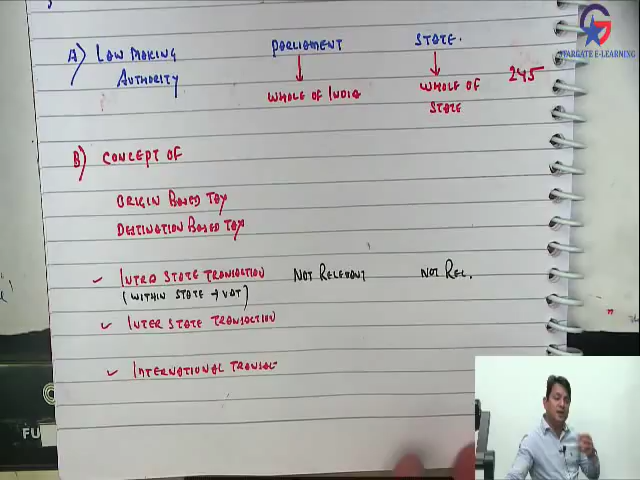 STARGATE E-LEARNING
A) LAW MAKING PARLIAMENT STATE.
AUTHORITY WHOLE OF INDIA WHOLE OF STATE 245
B) CONCEPT OF
ORIGIN BASED TAX
DESTINATION BASED TAX
✓ INTRA STATE TRANSACTION NOT RELEVANT NOT REL.
(WITHIN STATE → VAT)
✓ INTER STATE TRANSACTION
✓ INTERNATIONAL TRANSAC
FU